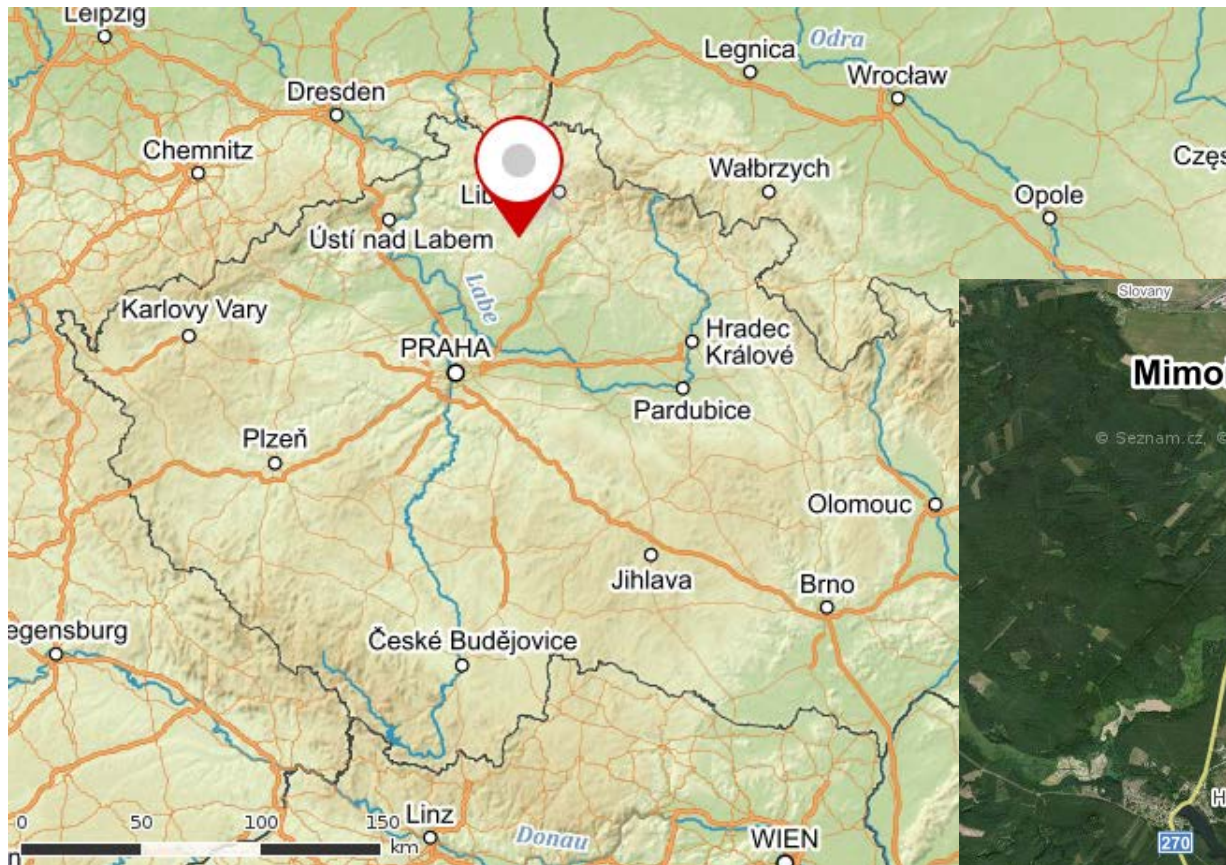 Leipzig
Legnica
Odra
Wrocław
Dresden
Chemnitz
Wałbrzych
Częs
Lib
Opole
Ústí nad Labem
Labe
Slovany
Karlovy Vary
Hradec
Králové
PRAHA
Mimo
Pardubice
© Seznam.cz, ©
Plzeň
Olomouc
Jihlava
Brno
egensburg
České Budějovice
H
0 50 100 150
km
Linz
Donau
WIEN
270
n